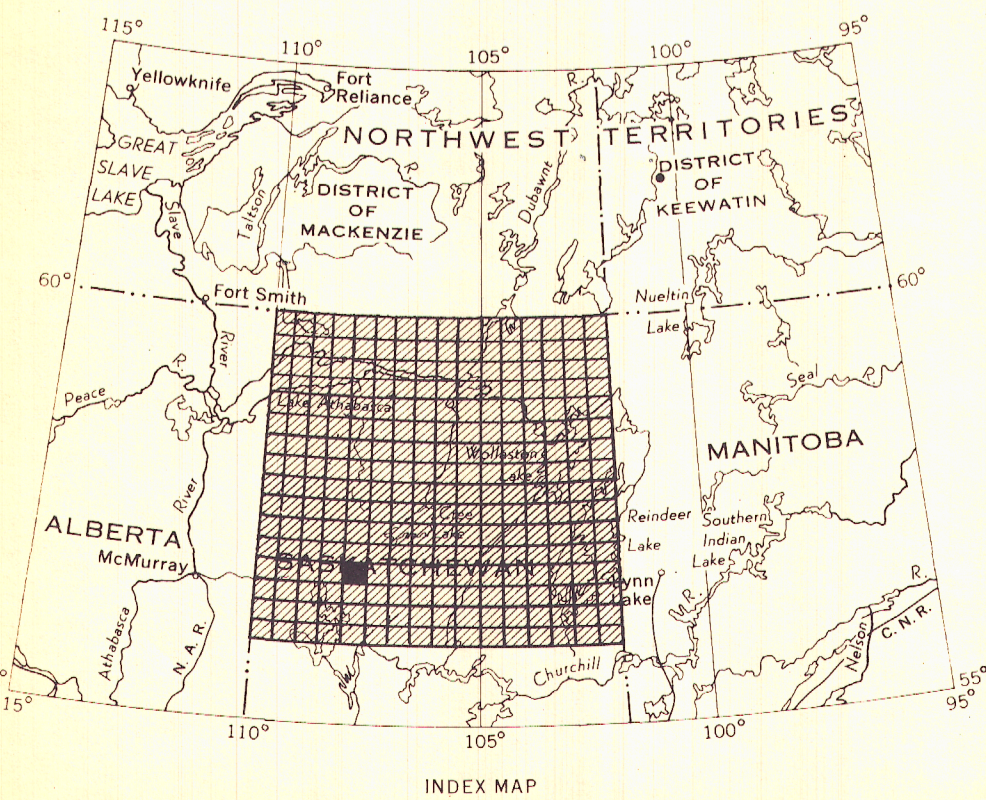 115°
110°
105°
100°
95°
Yellowknife
Fort
Reliance
R.
NORTHWEST TERRITORIES
GREAT
SLAVE
LAKE
Slave
Taltson
R.
DISTRICT
OF
MACKENZIE
Dubawnt
DISTRICT
OF
KEEWATIN
60°
Fort Smith
Nueltin
Lake
60°
River
R.
Peace
Lake Athabasca
Seal R.
Wollaston
Lake
MANITOBA
River
Cree
Lake
Reindeer
Lake
Southern
Indian
Lake
ALBERTA
McMurray
SASKATCHEWAN
Lynn
Lake
R.
R.
Athabasca
N. A. R.
Churchill
Nelson
C. N. R.
15°
110°
105°
100°
55°
95°
INDEX MAP